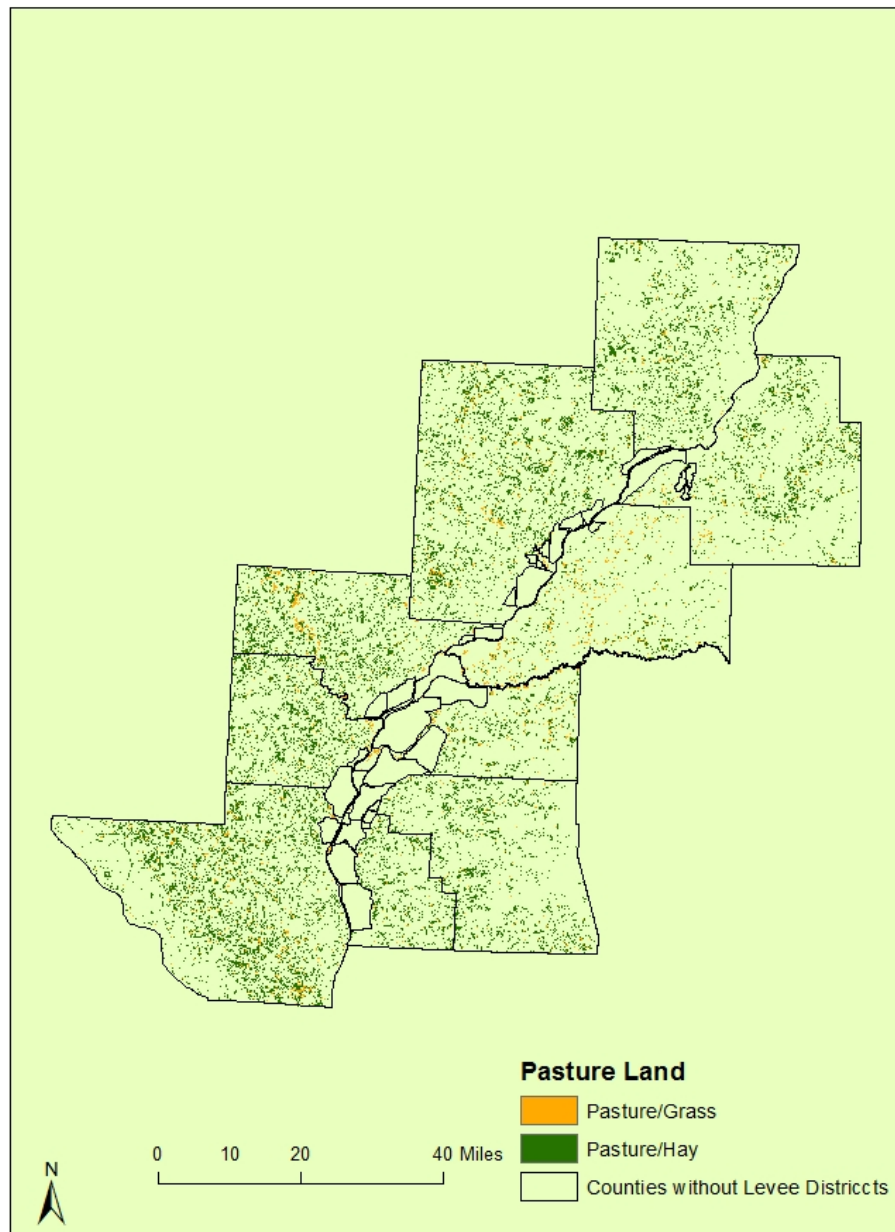 Pasture Land
Pasture/Grass
Pasture/Hay
Counties without Levee Districcts
0 10 20 40 Miles
N